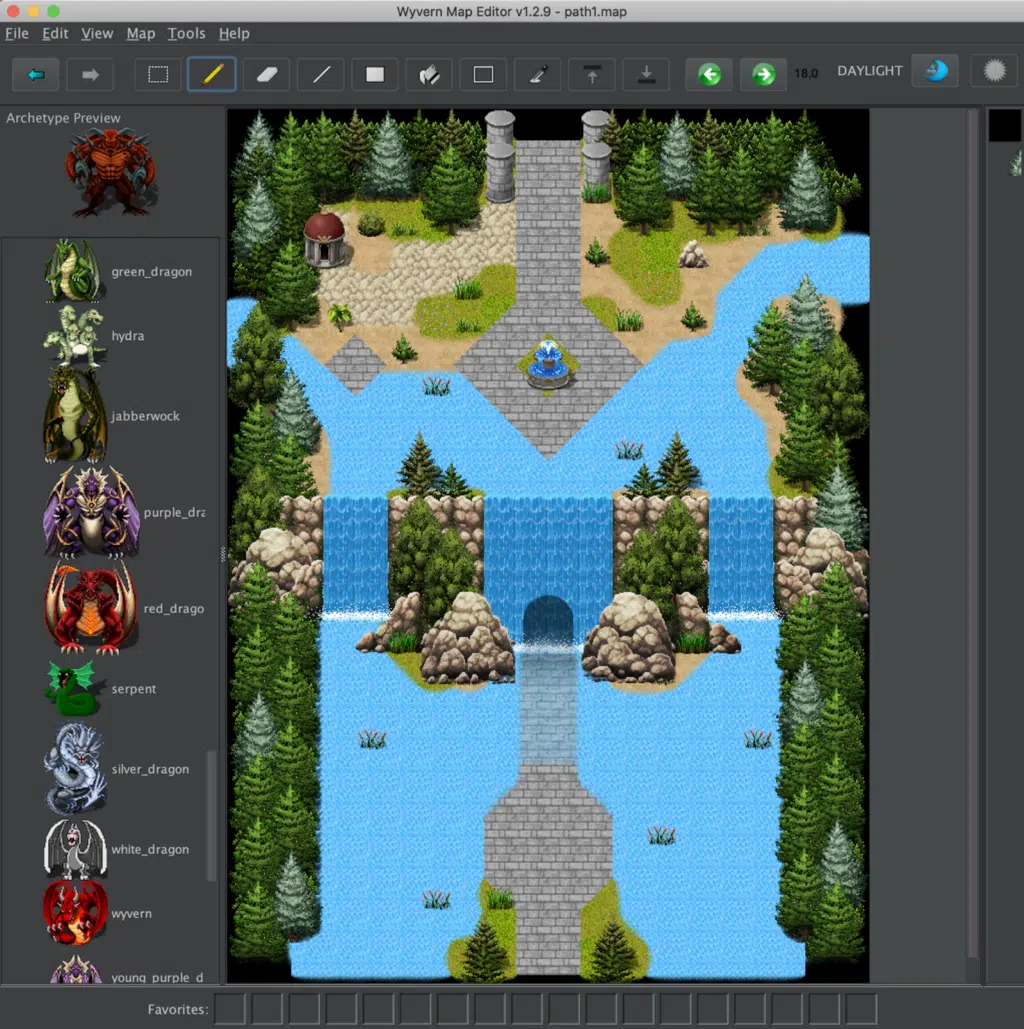 Wyvern Map Editor v1.2.9 - path1.map
File Edit View Map Tools Help
18,0 DAYLIGHT
Archetype Preview
green_dragon
hydra
jabberwock
purple_dra
red_drago
serpent
silver_dragon
white_dragon
wyvern
young_purple_d
Favorites: